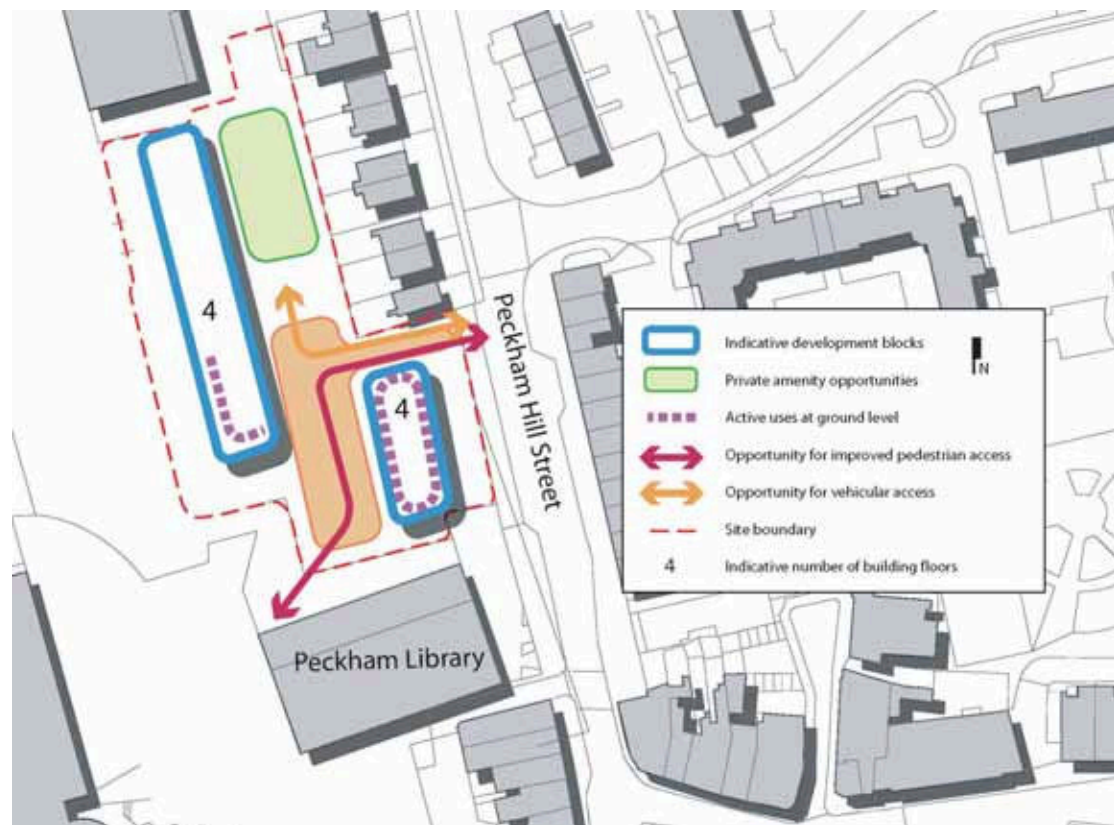 4
4
Peckham Hill Street
Peckham Library
Indicative development blocks
N
Private amenity opportunities
Active uses at ground level
Opportunity for improved pedestrian access
Opportunity for vehicular access
Site boundary
4 Indicative number of building floors